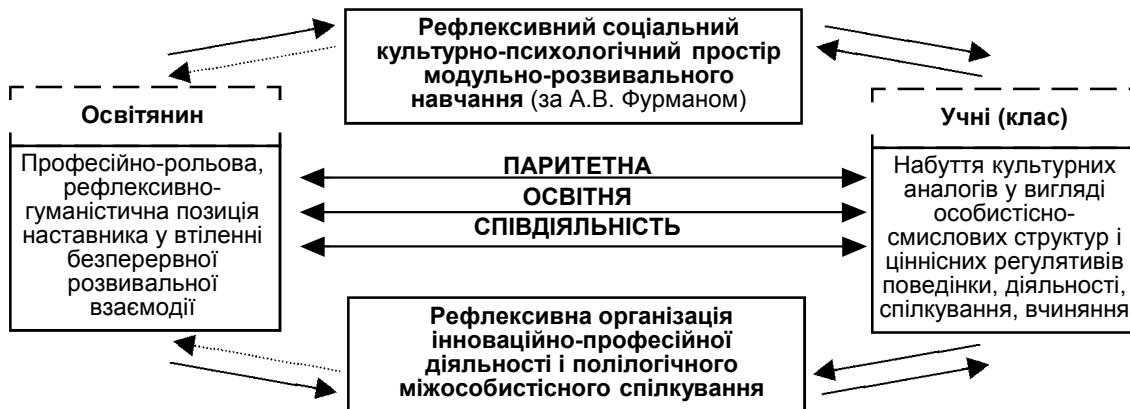 Рефлексивний соціальний
культурно-психологічний простір
модульно-розвивального
навчання (за А.В. Фурманом)
Освітянин
Професійно-рольова,
рефлексивно-
гуманістична позиція
наставника у втіленні
безперервної
розвивальної
взаємодії
ПАРИТЕТНА
ОСВІТНЯ
СПІВДІЯЛЬНІСТЬ
Учні (клас)
Набуття культурних
аналогів у вигляді
особистісно-
смислових структур і
ціннісних регулятивів
поведінки, діяльності,
спілкування, вчиняння
Рефлексивна організація
інноваційно-професійної
діяльності і полілогічного
міжособистісного спілкування